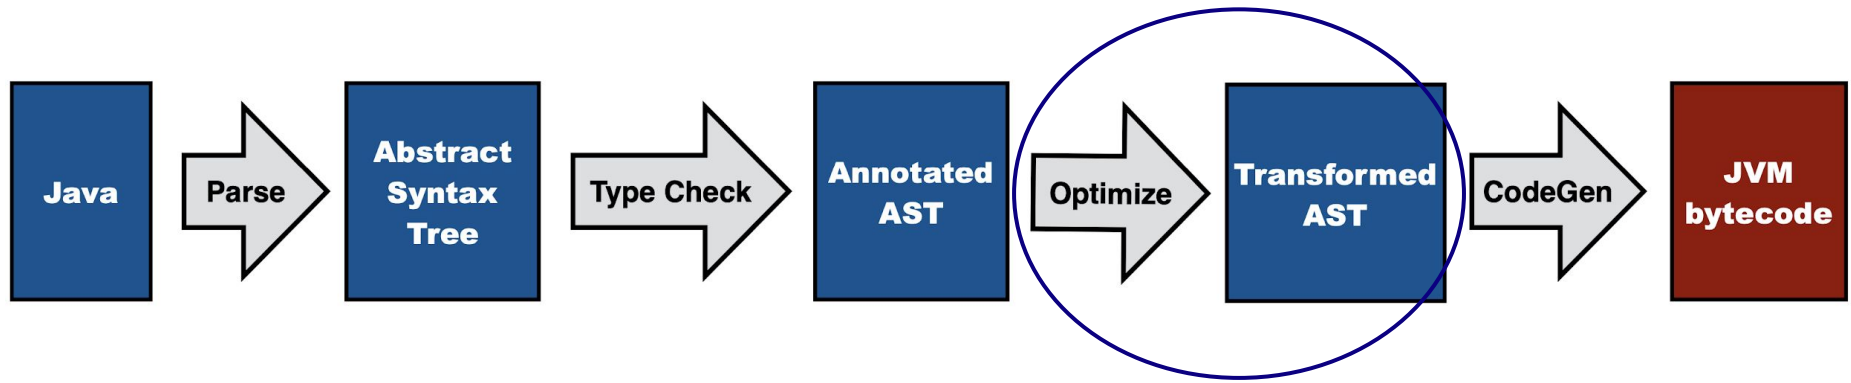 Java
Parse
Abstract
Syntax
Tree
Type Check
Annotated
AST
Optimize
Transformed
AST
CodeGen
JVM
bytecode